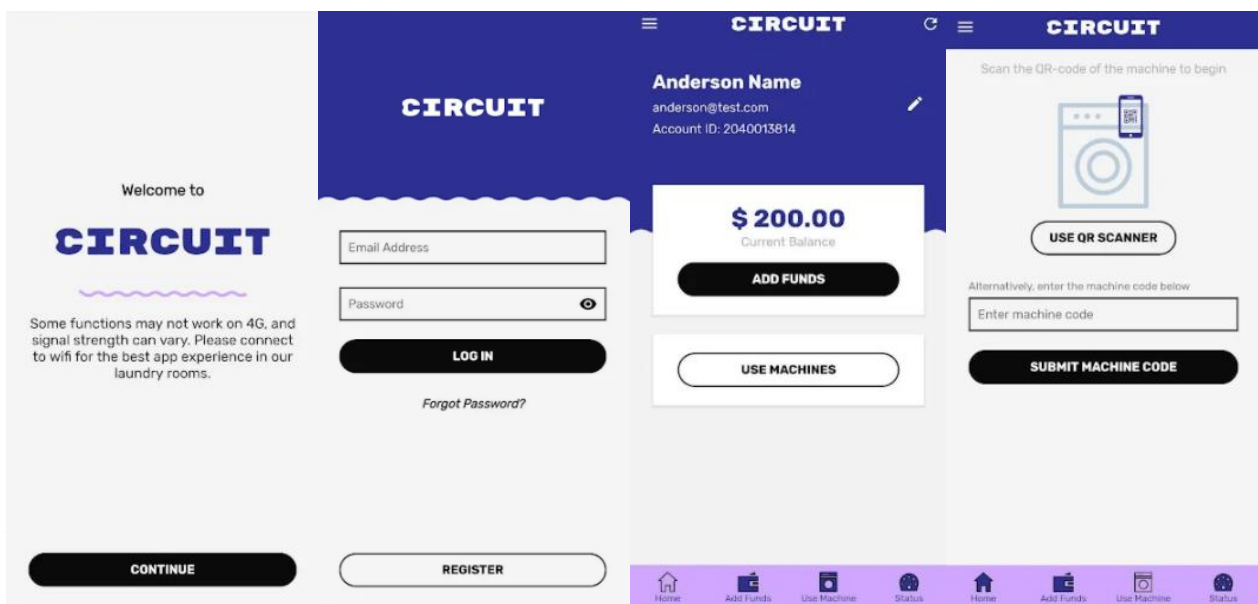 Welcome to
CIRCUIT
Some functions may not work on 4G, and
signal strength can vary. Please connect
to wifi for the best app experience in our
laundry rooms.
CONTINUE
CIRCUIT
Email Address
Password
LOG IN
Forgot Password?
REGISTER
CIRCUIT
Anderson Name
anderson@test.com
Account ID: 2040013814
$ 200.00
Current Balance
ADD FUNDS
USE MACHINES
Home Add Funds Use Machine Status
CIRCUIT
Scan the QR-code of the machine to begin
USE QR SCANNER
Alternatively, enter the machine code below
Enter machine code
SUBMIT MACHINE CODE
Home Add Funds Use Machine Status